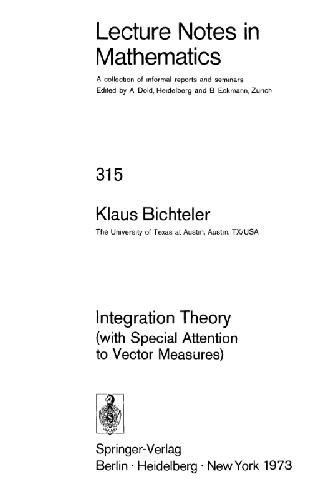 Lecture Notes in
Mathematics
A collection of informal reports and seminars
Edited by A. Dold, Heidelberg and B. Eckmann, Zurich
315
Klaus Bichteler
The University of Texas at Austin, Austin, TX/USA
Integration Theory
(with Special Attention
to Vector Measures)
Springer-Verlag
Berlin · Heidelberg · New York 1973